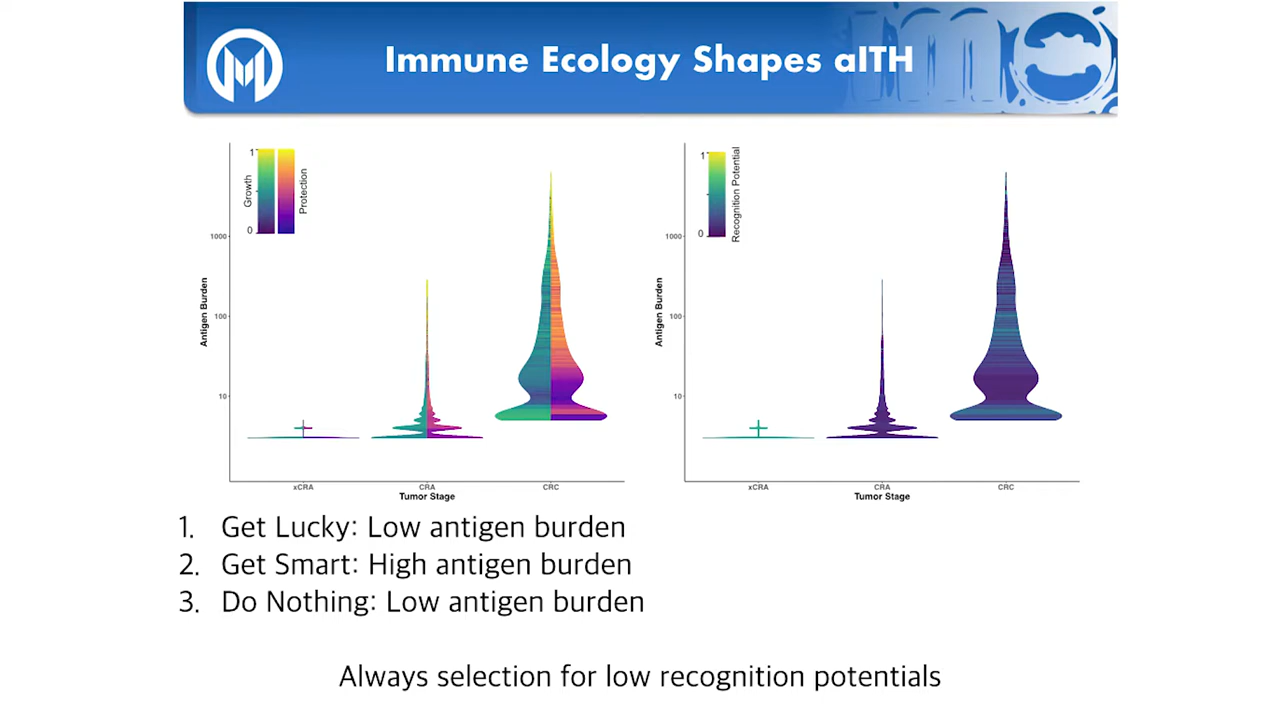 Immune Ecology Shapes aITH
1
Growth
0
Protection
1000
100
10
Antigen Burden
xCRA
CRA
CRC
Tumor Stage
1
0
Recognition Potential
1000
100
10
Antigen Burden
xCRA
CRA
CRC
Tumor Stage
1. Get Lucky: Low antigen burden
2. Get Smart: High antigen burden
3. Do Nothing: Low antigen burden
Always selection for low recognition potentials